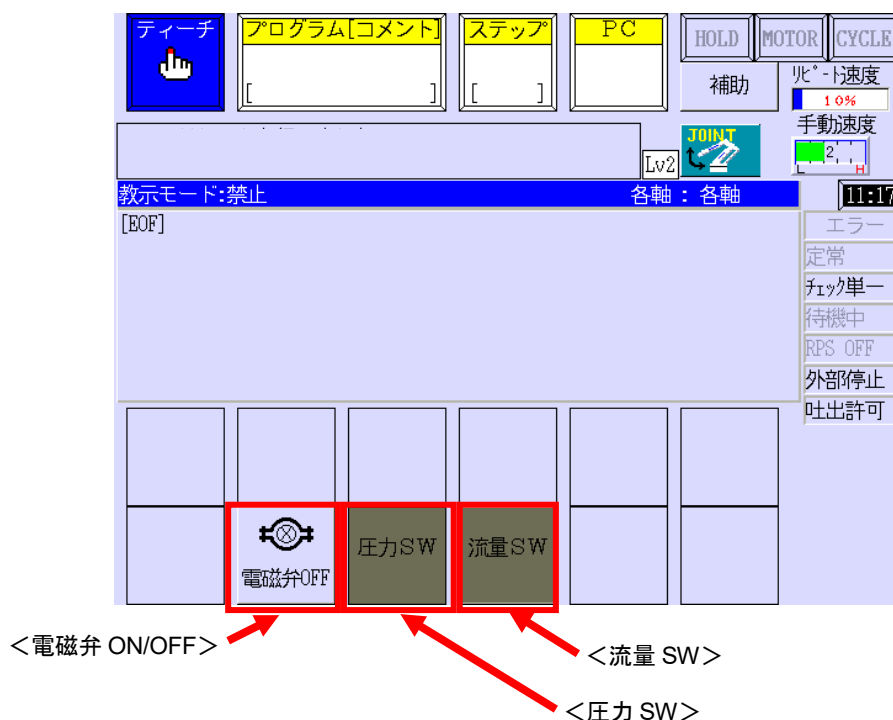 ティーチ
プログラム[コメント]
[ ]
ステップ
[ ]
PC
HOLD
MOTOR
CYCLE
補助
リピート速度
10%
手動速度
2
L H
JOINT
Lv2
教示モード:禁止 各軸 : 各軸
11:17
[EOF]
エラー
定常
チェック単一
待機中
RPS OFF
外部停止
吐出許可
電磁弁OFF
圧力SW
流量SW
<電磁弁 ON/OFF>
<流量 SW>
<圧力 SW>